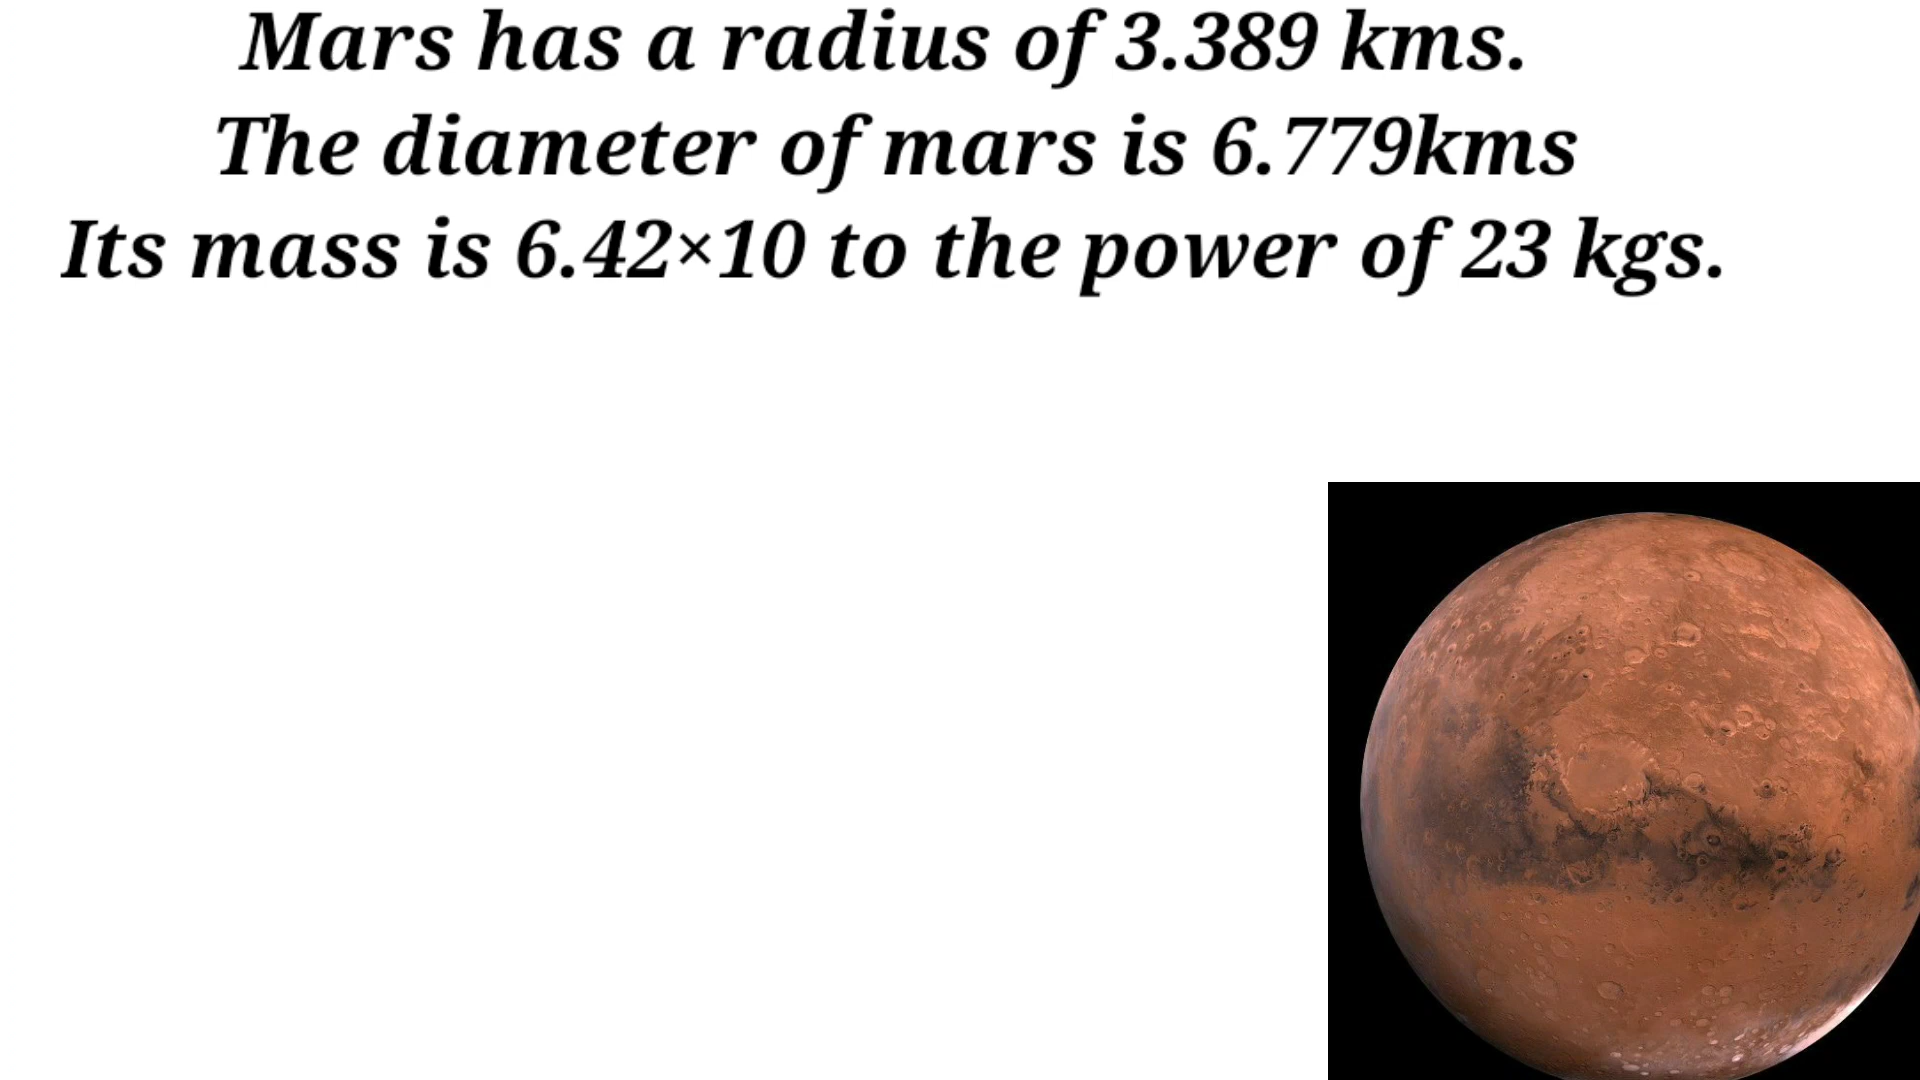 Mars has a radius of 3.389 kms.
The diameter of mars is 6.779kms
Its mass is 6.42×10 to the power of 23 kgs.